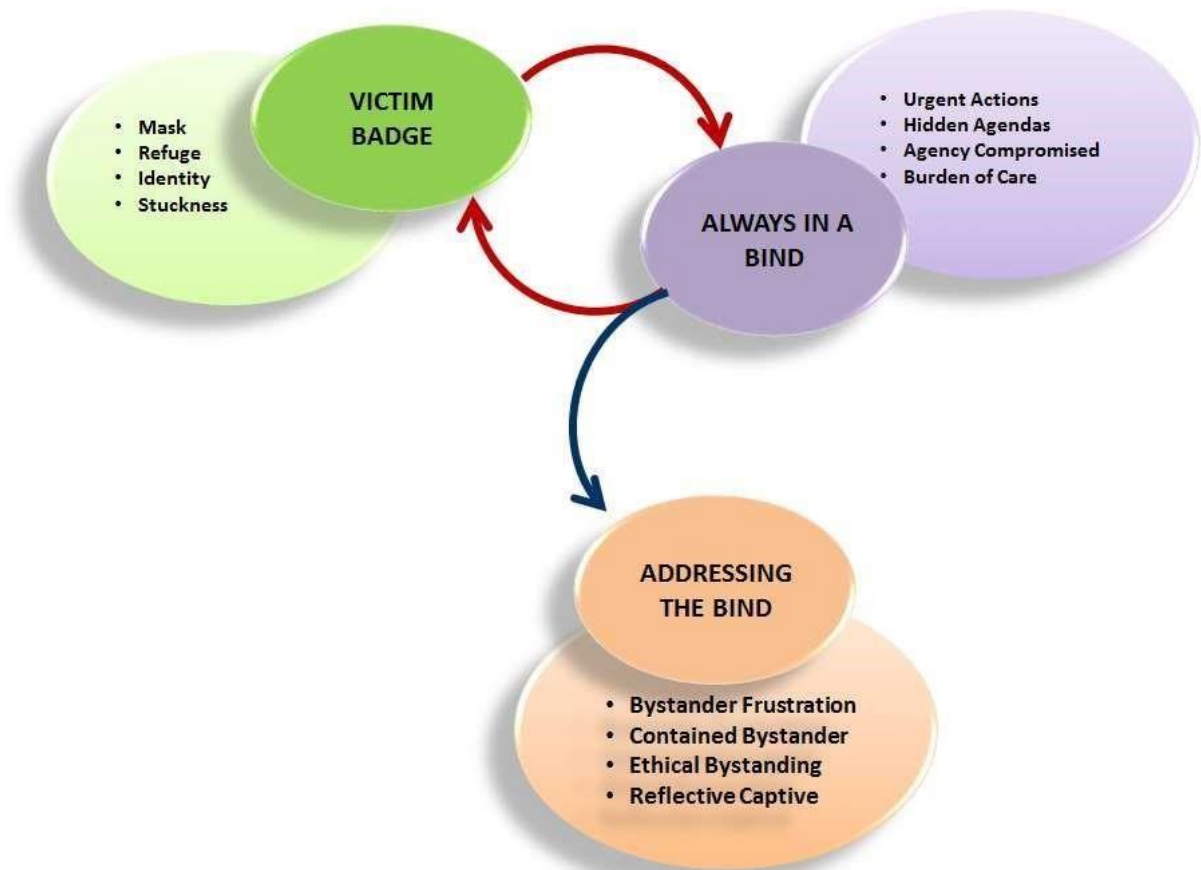 VICTIM
BADGE
• Mask
• Refuge
• Identity
• Stuckness
• Urgent Actions
• Hidden Agendas
• Agency Compromised
• Burden of Care
ALWAYS IN A
BIND
ADDRESSING
THE BIND
• Bystander Frustration
• Contained Bystander
• Ethical Bystanding
• Reflective Captive